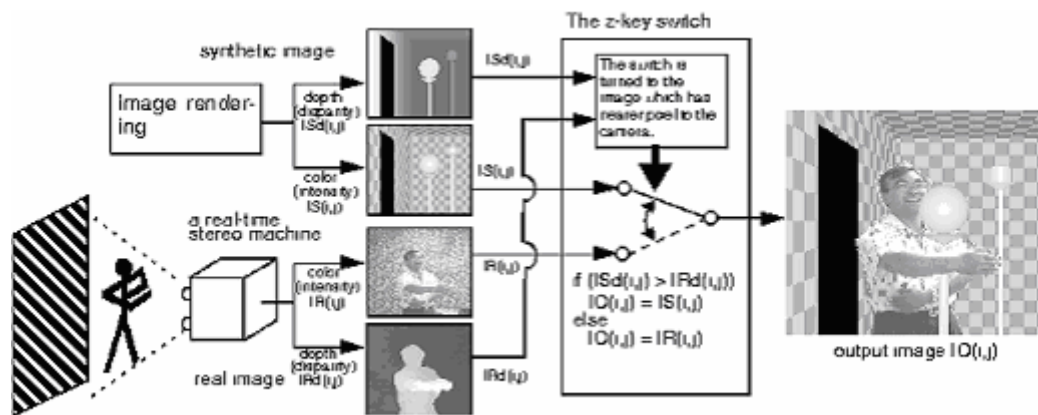 The z-key switch
synthetic image
image render-
ing
depth
(disparity)
ISd(i,j)
color
(intensity)
IS(i,j)
ISd(i,j)
IS(i,j)
The switch is
turned to the
image which has
nearer pixel to the
camera.
a real-time
stereo machine
color
(intensity)
IR(i,j)
depth
(disparity)
IRd(i,j)
real image
IR(i,j)
IRd(i,j)
if (ISd(i,j) > IRd(i,j))
IO(i,j) = IS(i,j)
else
IO(i,j) = IR(i,j)
output image IO(i,j)